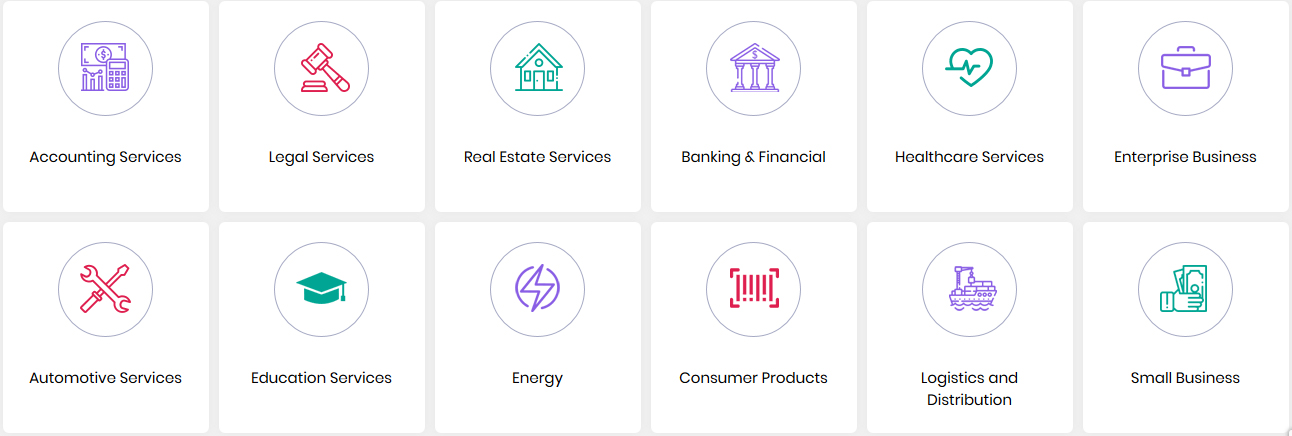 Accounting Services
Legal Services
Real Estate Services
Banking & Financial
Healthcare Services
Enterprise Business
Automotive Services
Education Services
Energy
Consumer Products
Logistics and
Distribution
Small Business